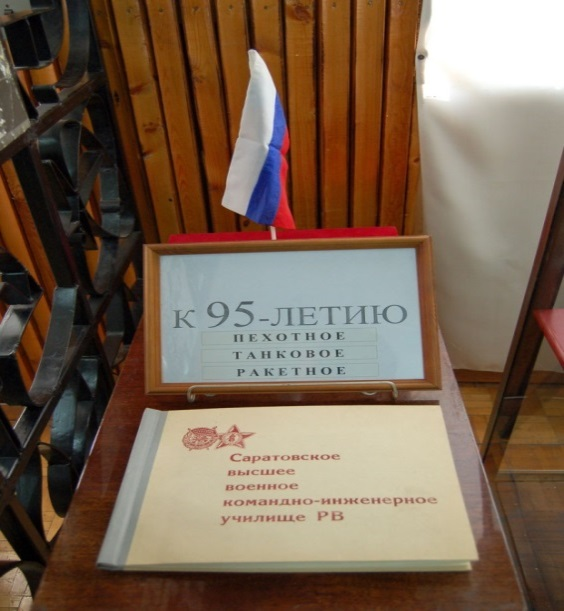 к 95-летию
ПЕХОТНОЕ
ТАНКОВОЕ
РАКЕТНОЕ
Саратовское
высшее
военное
командно-инженерное
училище РВ